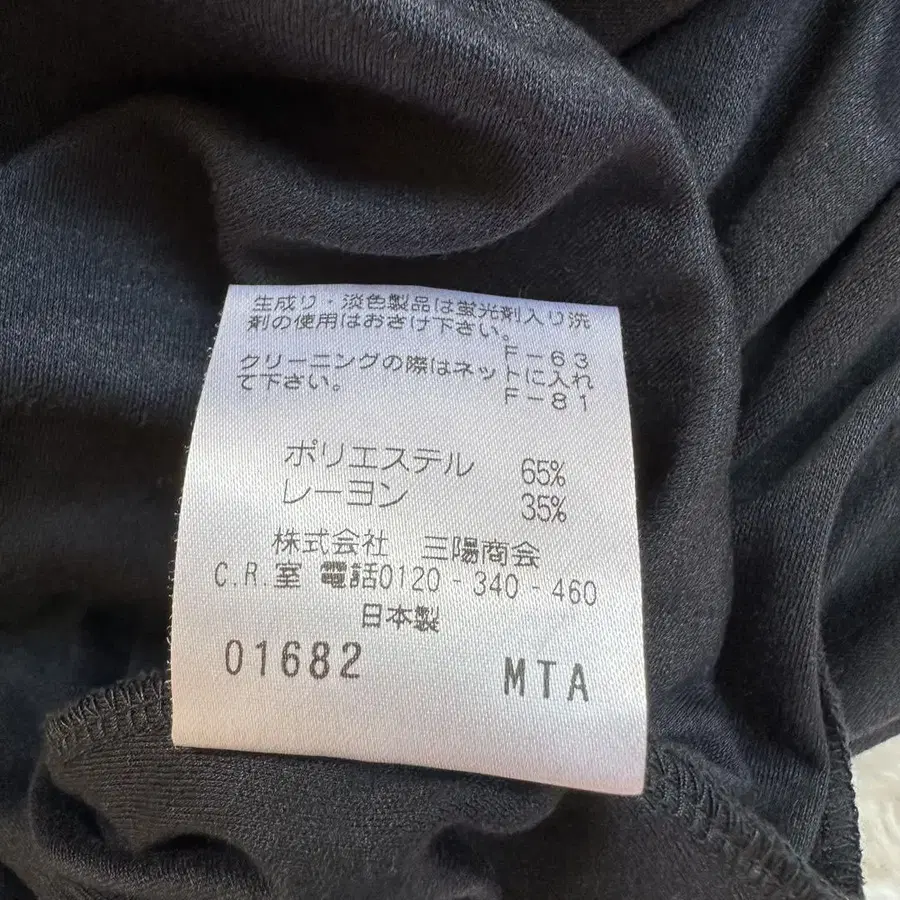 生成り・淡色製品は蛍光剤入り洗
剤の使用はおさけ下さい。
F-63
クリーニングの際はネットに入れ
て下さい。
F-81
ポリエステル 65%
レーヨン 35%
株式会社 三陽商会
C.R.室 電話0120-340-460
日本製
01682 MTA